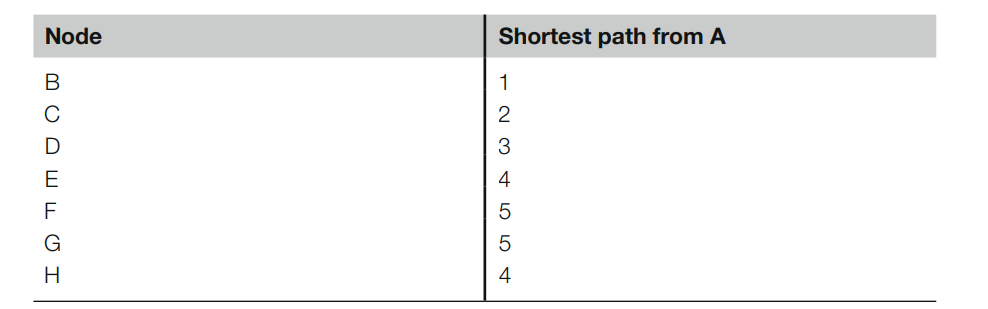 Node Shortest path from A
B 1
C 2
D 3
E 4
F 5
G 5
H 4